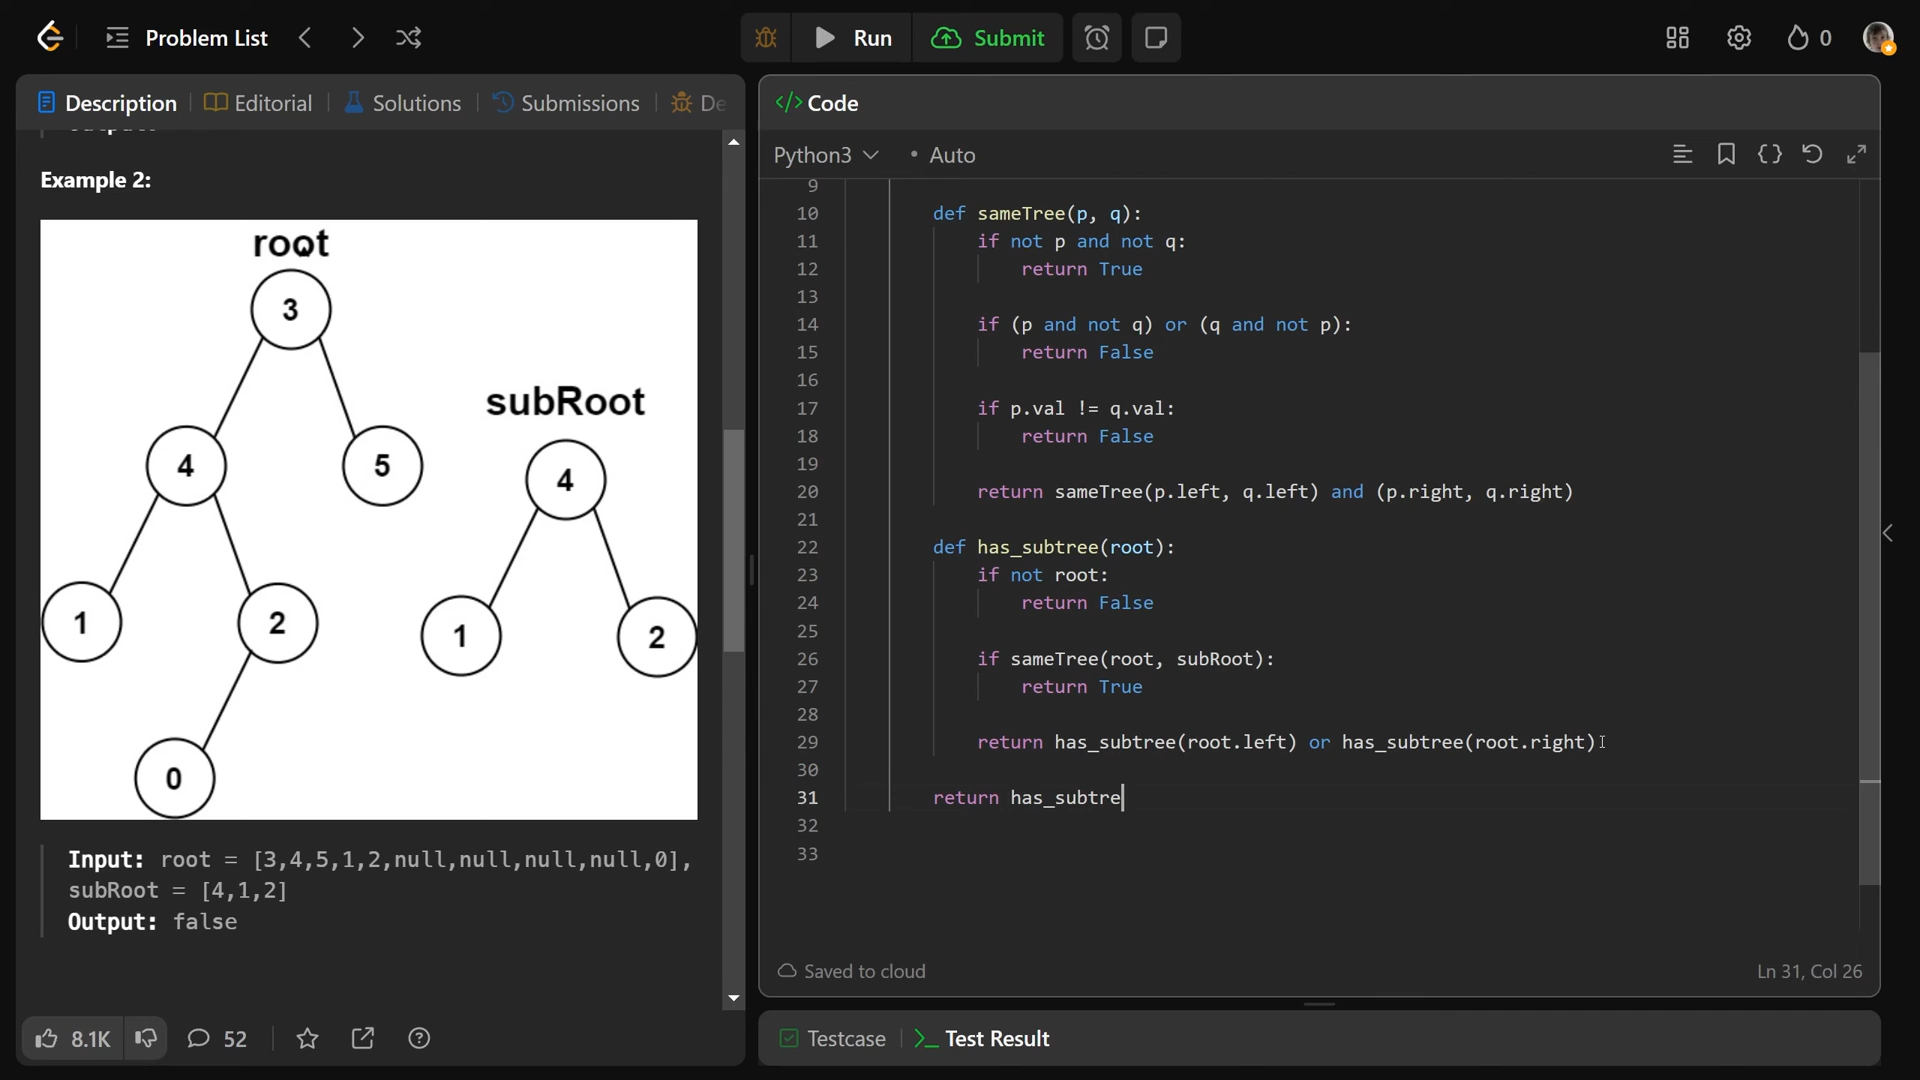 Problem List
Run
Submit
0
Description
Editorial
Solutions
Submissions
De
</> Code
Python3
• Auto
Example 2:
root
3
4
5
1
2
0
subRoot
4
1
2
Input: root = [3,4,5,1,2,null,null,null,null,0],
subRoot = [4,1,2]
Output: false
8.1K
52
9
10 def sameTree(p, q):
11 if not p and not q:
12 return True
13
14 if (p and not q) or (q and not p):
15 return False
16
17 if p.val != q.val:
18 return False
19
20 return sameTree(p.left, q.left) and (p.right, q.right)
21
22 def has_subtree(root):
23 if not root:
24 return False
25
26 if sameTree(root, subRoot):
27 return True
28
29 return has_subtree(root.left) or has_subtree(root.right)
30
31 return has_subtre
32
33
Saved to cloud
Ln 31, Col 26
Testcase
Test Result